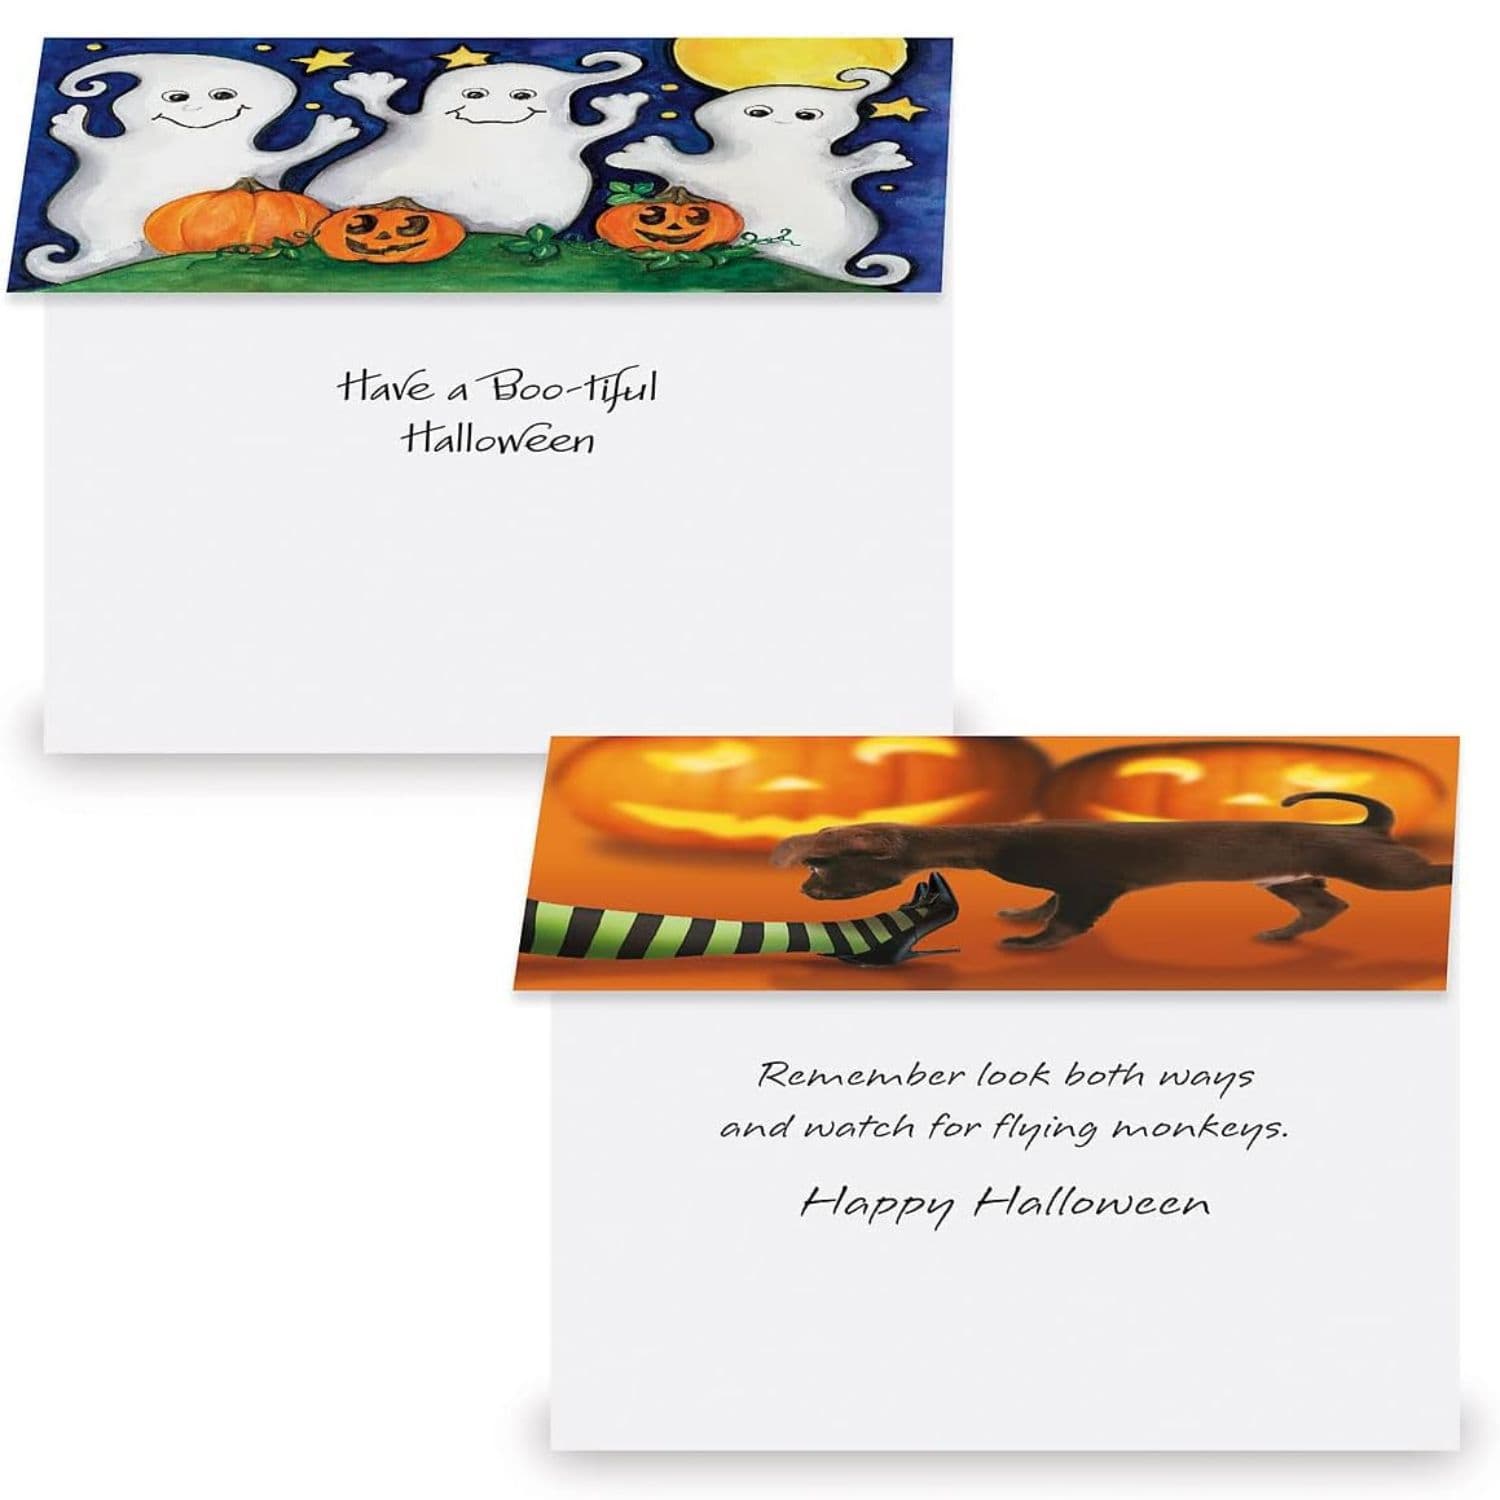 Have a Boo-tiful
Halloween
Remember look both ways
and watch for flying monkeys.
Happy Halloween